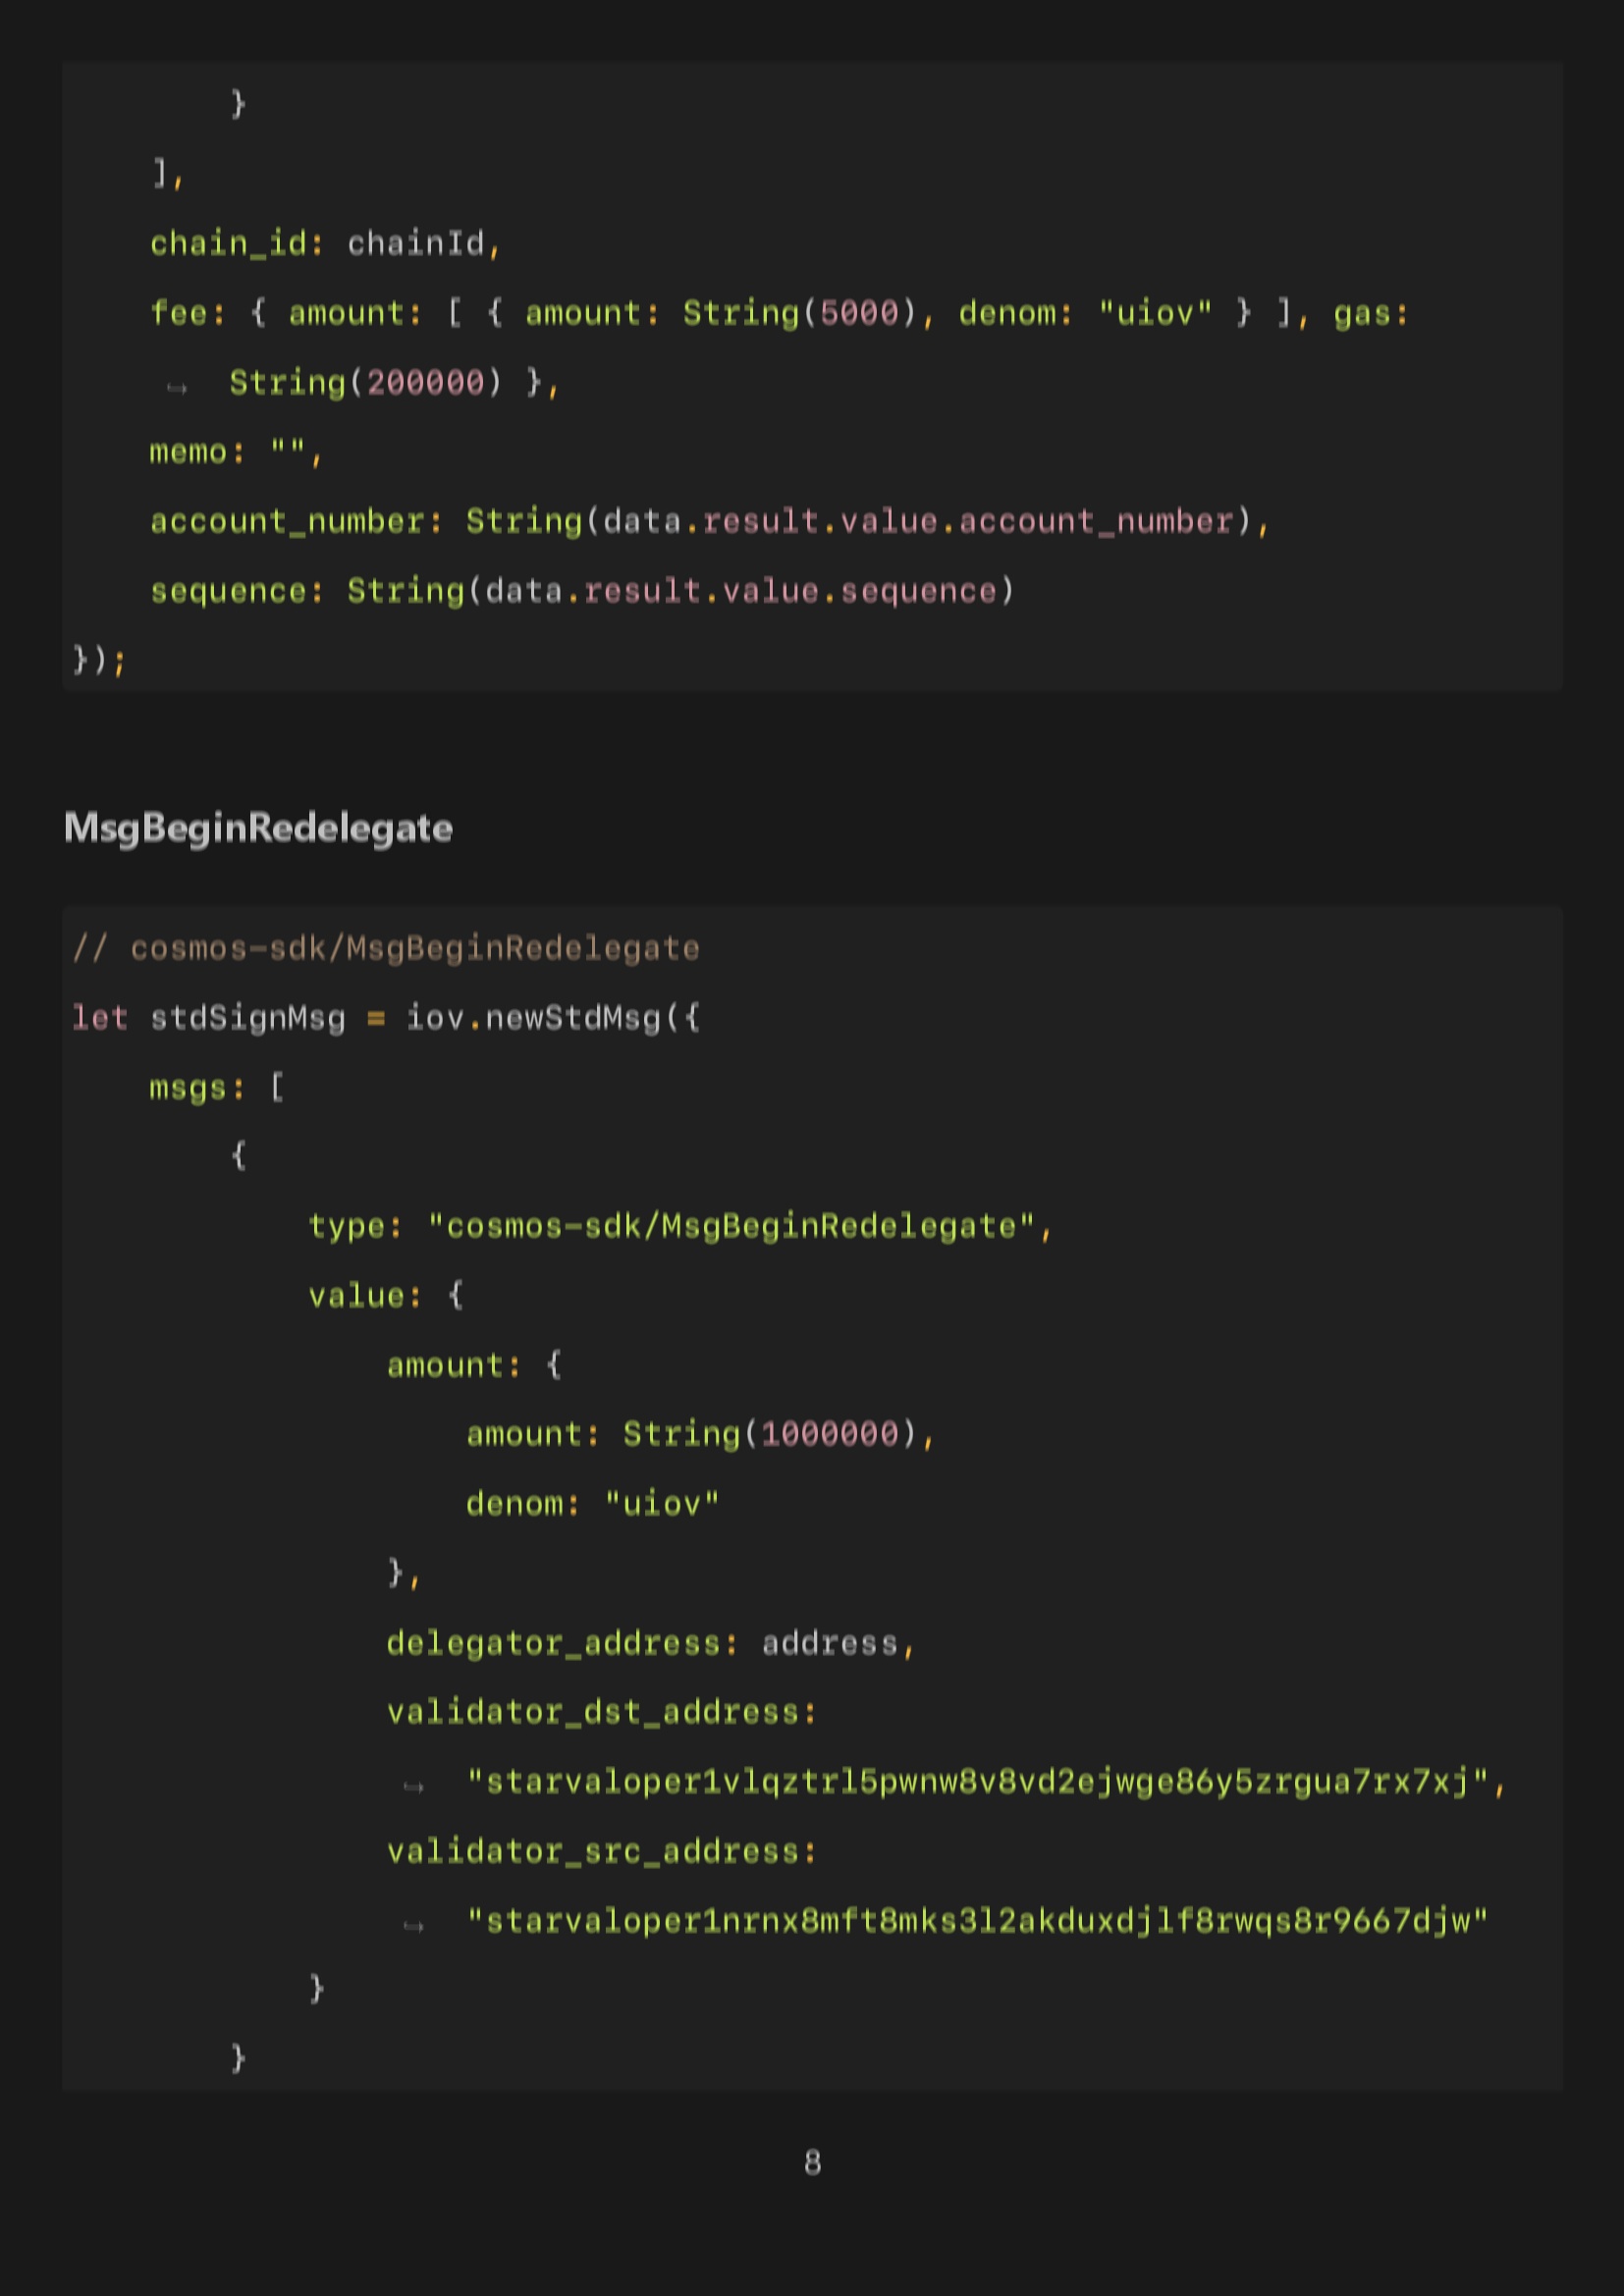 }
    ],
    chain_id: chainId,
    fee: { amount: [ { amount: String(5000), denom: "uiov" } ], gas:
    ↪  String(200000) },
    memo: "",
    account_number: String(data.result.value.account_number),
    sequence: String(data.result.value.sequence)
});
MsgBeginRedelegate
// cosmos-sdk/MsgBeginRedelegate
let stdSignMsg = iov.newStdMsg({
    msgs: [
        {
            type: "cosmos-sdk/MsgBeginRedelegate",
            value: {
                amount: {
                    amount: String(1000000),
                    denom: "uiov"
                },
                delegator_address: address,
                validator_dst_address:
                ↪  "starvaloper1vlqztrl5pwnw8v8vd2ejwge86y5zrgua7rx7xj",
                validator_src_address:
                ↪  "starvaloper1nrnx8mft8mks3l2akduxdjlf8rwqs8r9667djw"
            }
        }
8